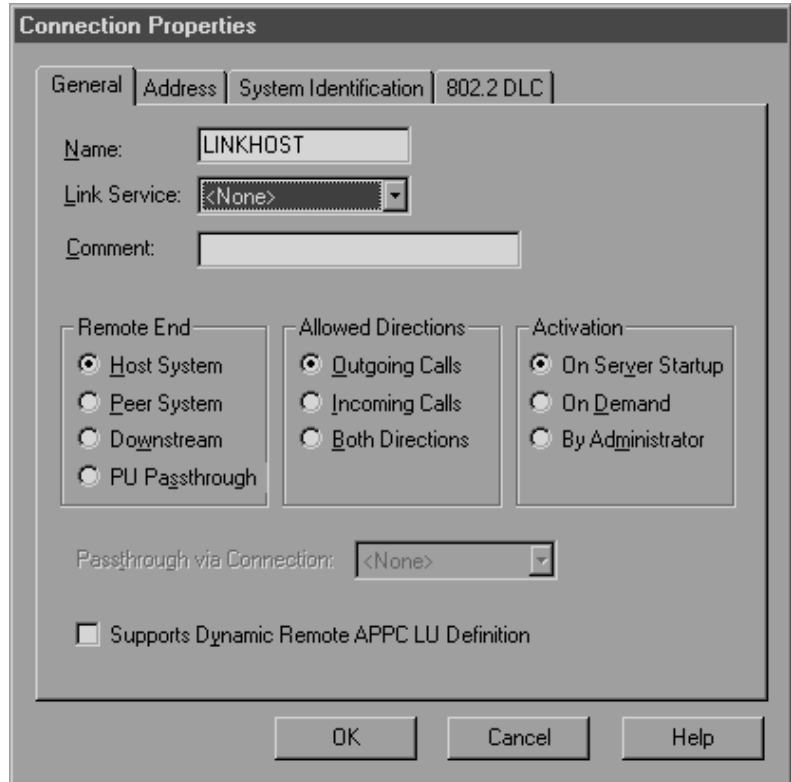 Connection Properties
General Address System Identification 802.2 DLC
Name: LINKHOST
Link Service: <None>
Comment:
Remote End Allowed Directions Activation
Host System Outgoing Calls On Server Startup
Peer System Incoming Calls On Demand
Downstream Both Directions By Administrator
PU Passthrough
Passthrough via Connection: <None>
Supports Dynamic Remote APPC LU Definition
OK Cancel Help